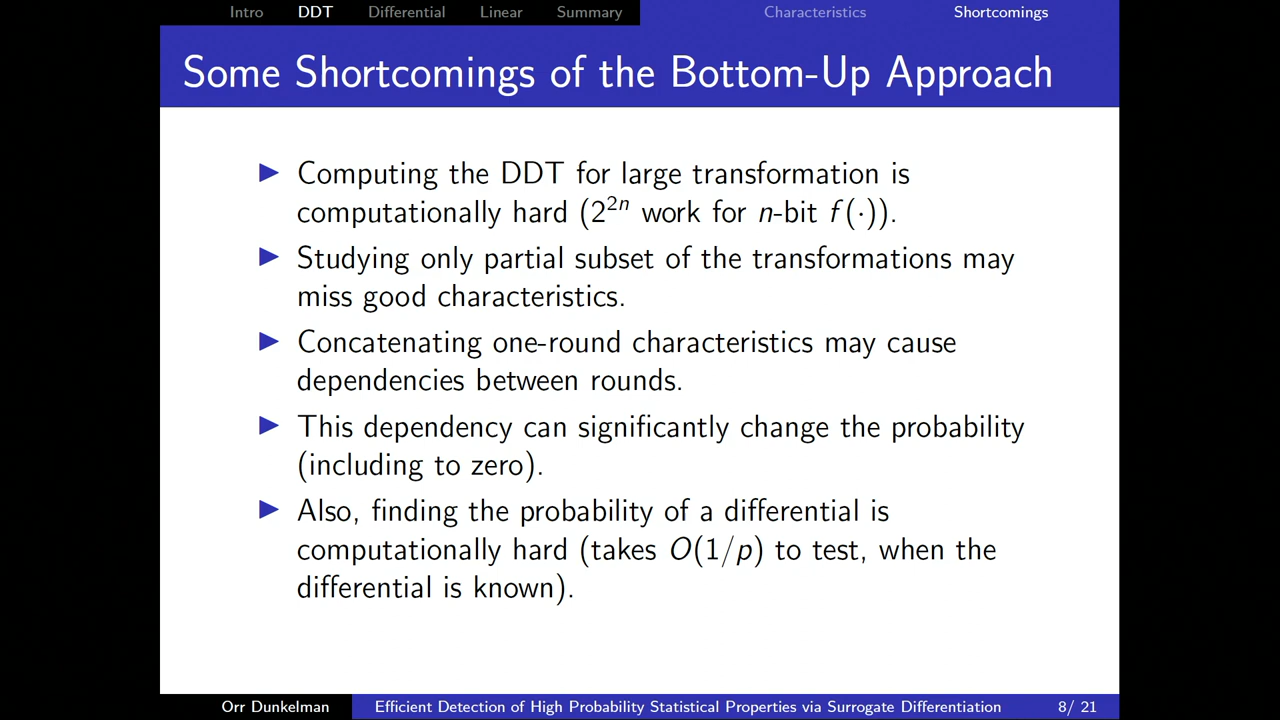 Intro DDT Differential Linear Summary Characteristics Shortcomings
Some Shortcomings of the Bottom-Up Approach
▶ Computing the DDT for large transformation is
computationally hard (2²ⁿ work for n-bit f(·)).
▶ Studying only partial subset of the transformations may
miss good characteristics.
▶ Concatenating one-round characteristics may cause
dependencies between rounds.
▶ This dependency can significantly change the probability
(including to zero).
▶ Also, finding the probability of a differential is
computationally hard (takes O(1/p) to test, when the
differential is known).
Orr Dunkelman Efficient Detection of High Probability Statistical Properties via Surrogate Differentiation 8/ 21